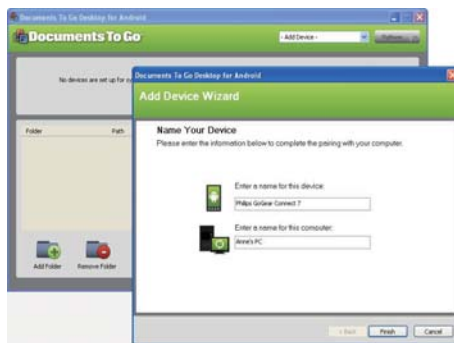 Documents To Go Desktop for Android
Documents To Go
- Add Device -
No devices are set up for
Folder
Path
Add Folder
Remove Folder
Documents To Go Desktop for Android
Add Device Wizard
Name Your Device
Please enter the information below to complete the pairing with your computer.
Enter a name for this device:
Philips GoGear Connect 7
Enter a name for this computer:
Anne's PC
< Back
Finish
Cancel